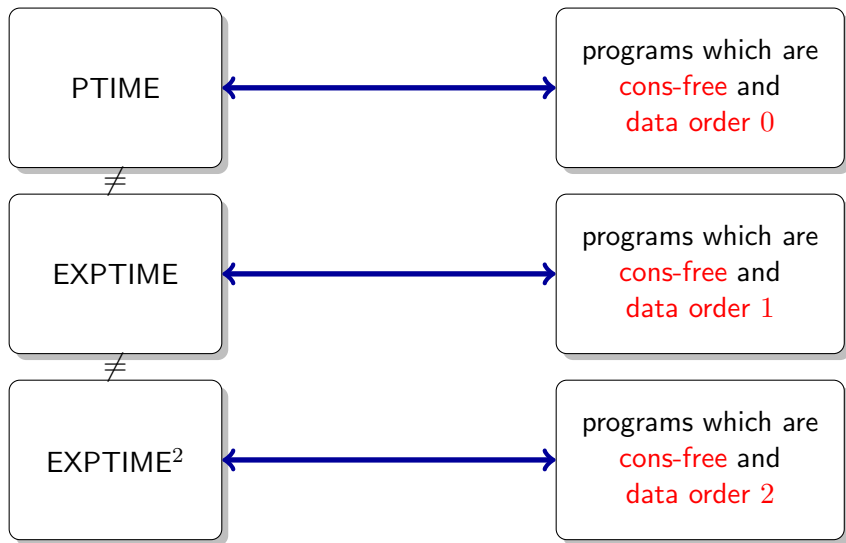 PTIME
programs which are
cons-free and
data order 0
≠
EXPTIME
programs which are
cons-free and
data order 1
≠
EXPTIME²
programs which are
cons-free and
data order 2